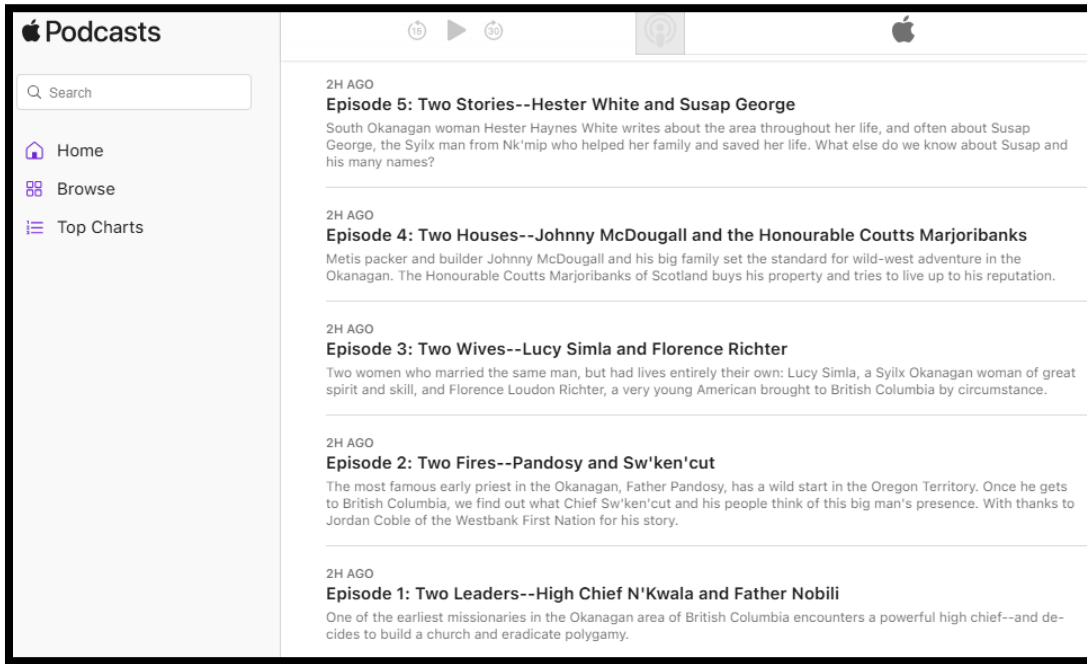 Podcasts
15
30
Search
Home
Browse
Top Charts
2H AGO
Episode 5: Two Stories--Hester White and Susap George
South Okanagan woman Hester Haynes White writes about the area throughout her life, and often about Susap
George, the Syilx man from Nk'mip who helped her family and saved her life. What else do we know about Susap and
his many names?
2H AGO
Episode 4: Two Houses--Johnny McDougall and the Honourable Coutts Marjoribanks
Metis packer and builder Johnny McDougall and his big family set the standard for wild-west adventure in the
Okanagan. The Honourable Coutts Marjoribanks of Scotland buys his property and tries to live up to his reputation.
2H AGO
Episode 3: Two Wives--Lucy Simla and Florence Richter
Two women who married the same man, but had lives entirely their own: Lucy Simla, a Syilx Okanagan woman of great
spirit and skill, and Florence Loudon Richter, a very young American brought to British Columbia by circumstance.
2H AGO
Episode 2: Two Fires--Pandosy and Sw'ken'cut
The most famous early priest in the Okanagan, Father Pandosy, has a wild start in the Oregon Territory. Once he gets
to British Columbia, we find out what Chief Sw'ken'cut and his people think of this big man's presence. With thanks to
Jordan Coble of the Westbank First Nation for his story.
2H AGO
Episode 1: Two Leaders--High Chief N'Kwala and Father Nobili
One of the earliest missionaries in the Okanagan area of British Columbia encounters a powerful high chief--and de-
cides to build a church and eradicate polygamy.